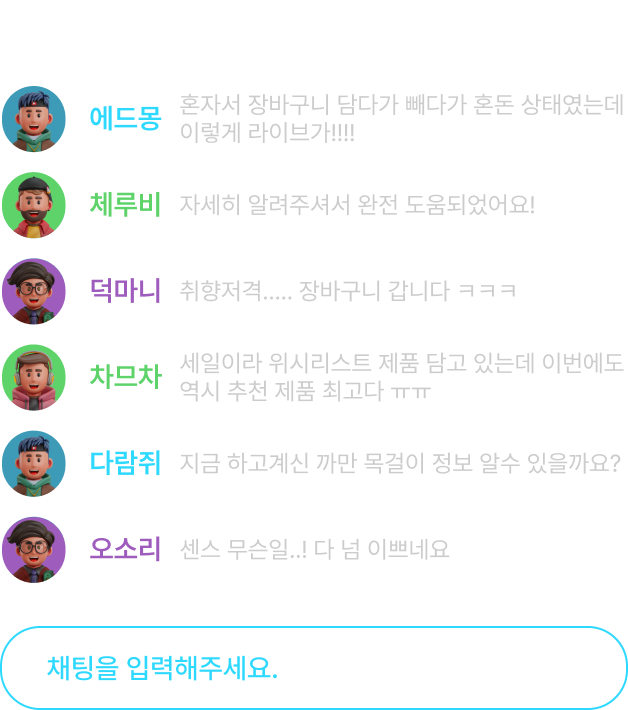 에드몽
혼자서 장바구니 담다가 빼다가 혼돈 상태였는데
이렇게 라이브가!!!!
체루비
자세히 알려주셔서 완전 도움되었어요!
덕마니
취향저격..... 장바구니 갑니다 ㅋㅋㅋ
차므차
세일이라 위시리스트 제품 담고 있는데 이번에도
역시 추천 제품 최고다 ㅠㅠ
다람쥐
지금 하고계신 까만 목걸이 정보 알수 있을까요?
오소리
센스 무슨일..! 다 넘 이쁘네요
채팅을 입력해주세요.